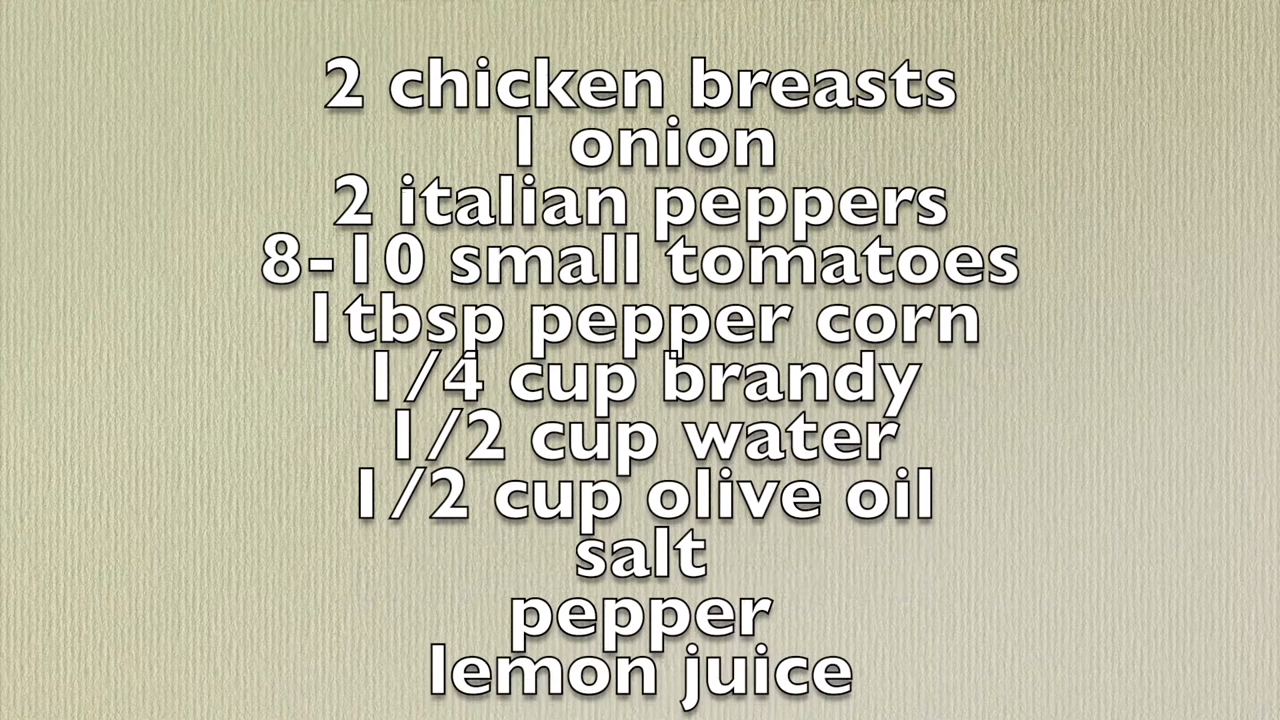 2 chicken breasts
1 onion
2 italian peppers
8-10 small tomatoes
1tbsp pepper corn
1/4 cup brandy
1/2 cup water
1/2 cup olive oil
salt
pepper
lemon juice